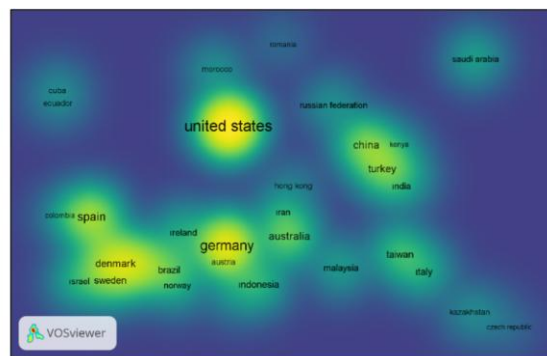 romania
saudi arabia
morocco
cuba
ecuador
russian federation
united states
china
kenya
turkey
india
hong kong
colombia
spain
iran
ireland
australia
germany
taiwan
denmark
austria
brazil
malaysia
italy
israel
sweden
norway
indonesia
kazakhstan
czech republic
VOSviewer